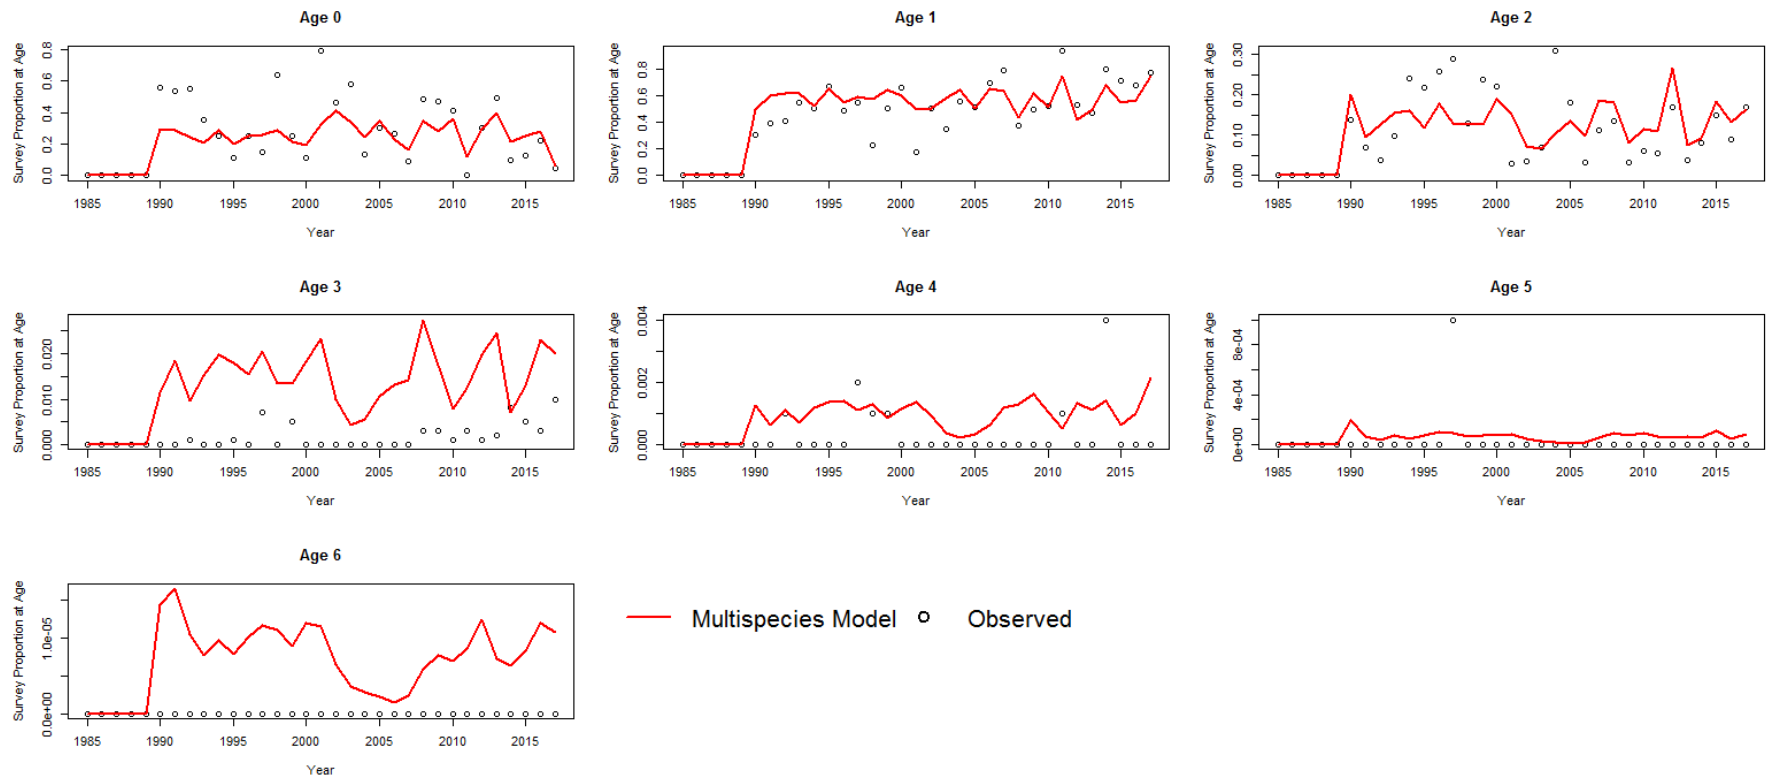 Age 0
Survey Proportion at Age
0.0 0.2 0.4 0.6 0.8
1985 1990 1995 2000 2005 2010 2015
Year
Age 1
Survey Proportion at Age
0.0 0.2 0.4 0.6 0.8
1985 1990 1995 2000 2005 2010 2015
Year
Age 2
Survey Proportion at Age
0.00 0.10 0.20 0.30
1985 1990 1995 2000 2005 2010 2015
Year
Age 3
Survey Proportion at Age
0.000 0.010 0.020
1985 1990 1995 2000 2005 2010 2015
Year
Age 4
Survey Proportion at Age
0.000 0.002 0.004
1985 1990 1995 2000 2005 2010 2015
Year
Age 5
Survey Proportion at Age
0e+00 4e-04 8e-04
1985 1990 1995 2000 2005 2010 2015
Year
Age 6
Survey Proportion at Age
0.0e+00 1.0e-05
1985 1990 1995 2000 2005 2010 2015
Year
Multispecies Model Observed